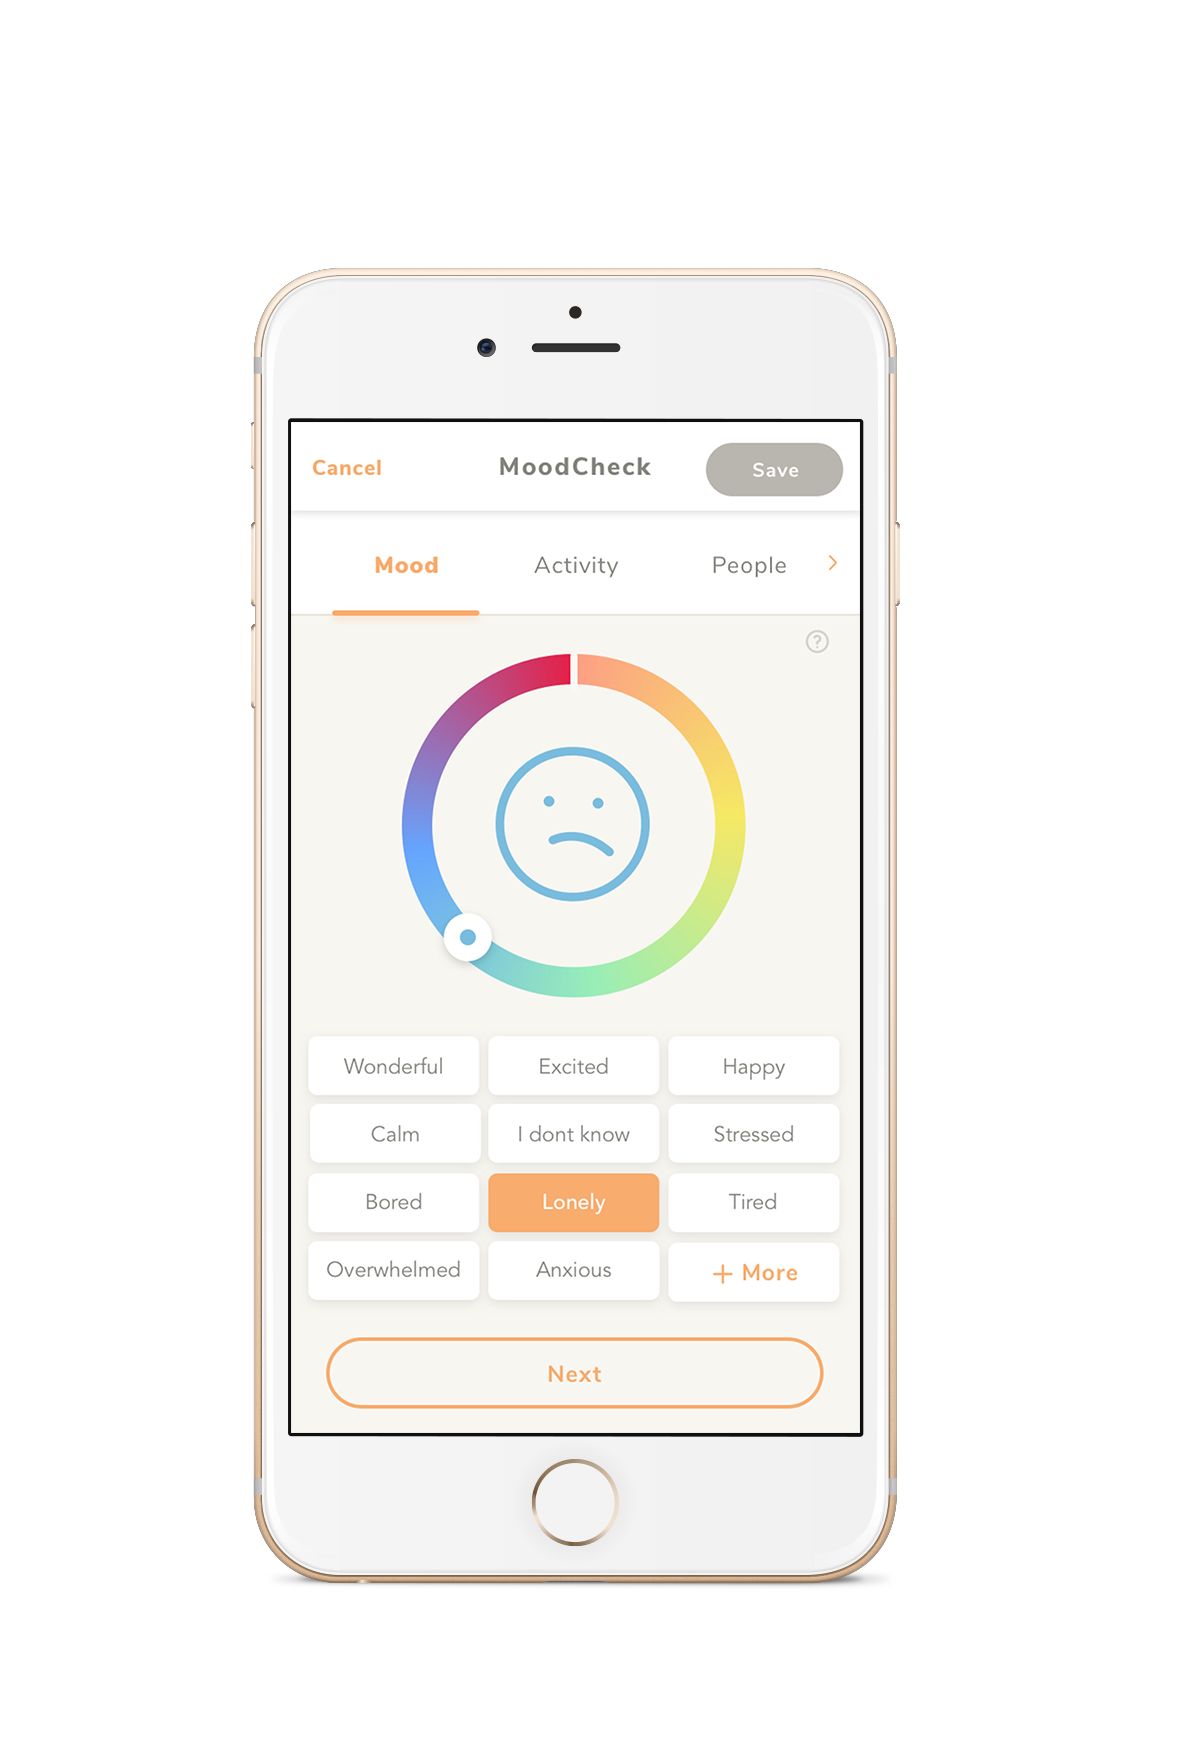 Cancel MoodCheck Save
Mood Activity People >
?
Wonderful Excited Happy
Calm I dont know Stressed
Bored Lonely Tired
Overwhelmed Anxious + More
Next